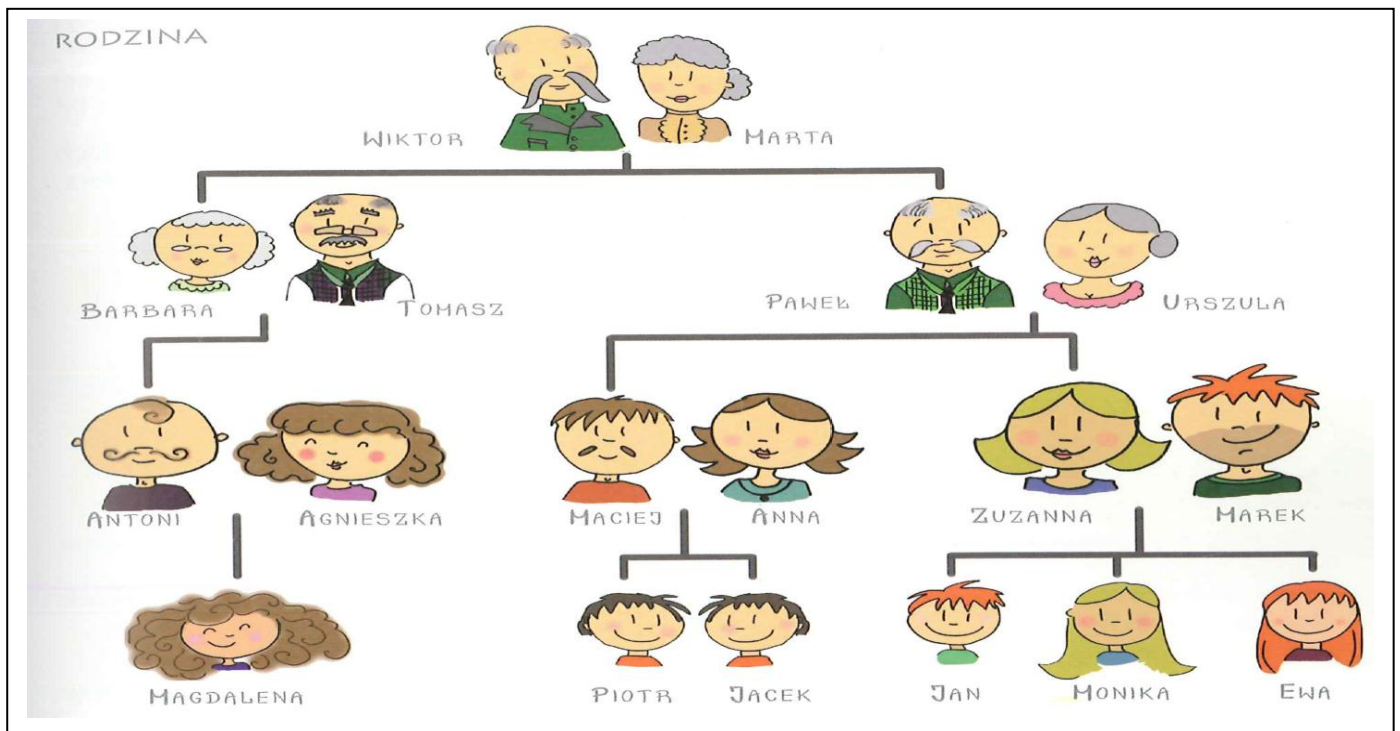 RODZINA
WIKTOR MARTA
BARBARA TOMASZ PAWEŁ URSZULA
ANTONI AGNIESZKA MACIEJ ANNA ZUZANNA MAREK
MAGDALENA PIOTR JACEK JAN MONIKA EWA